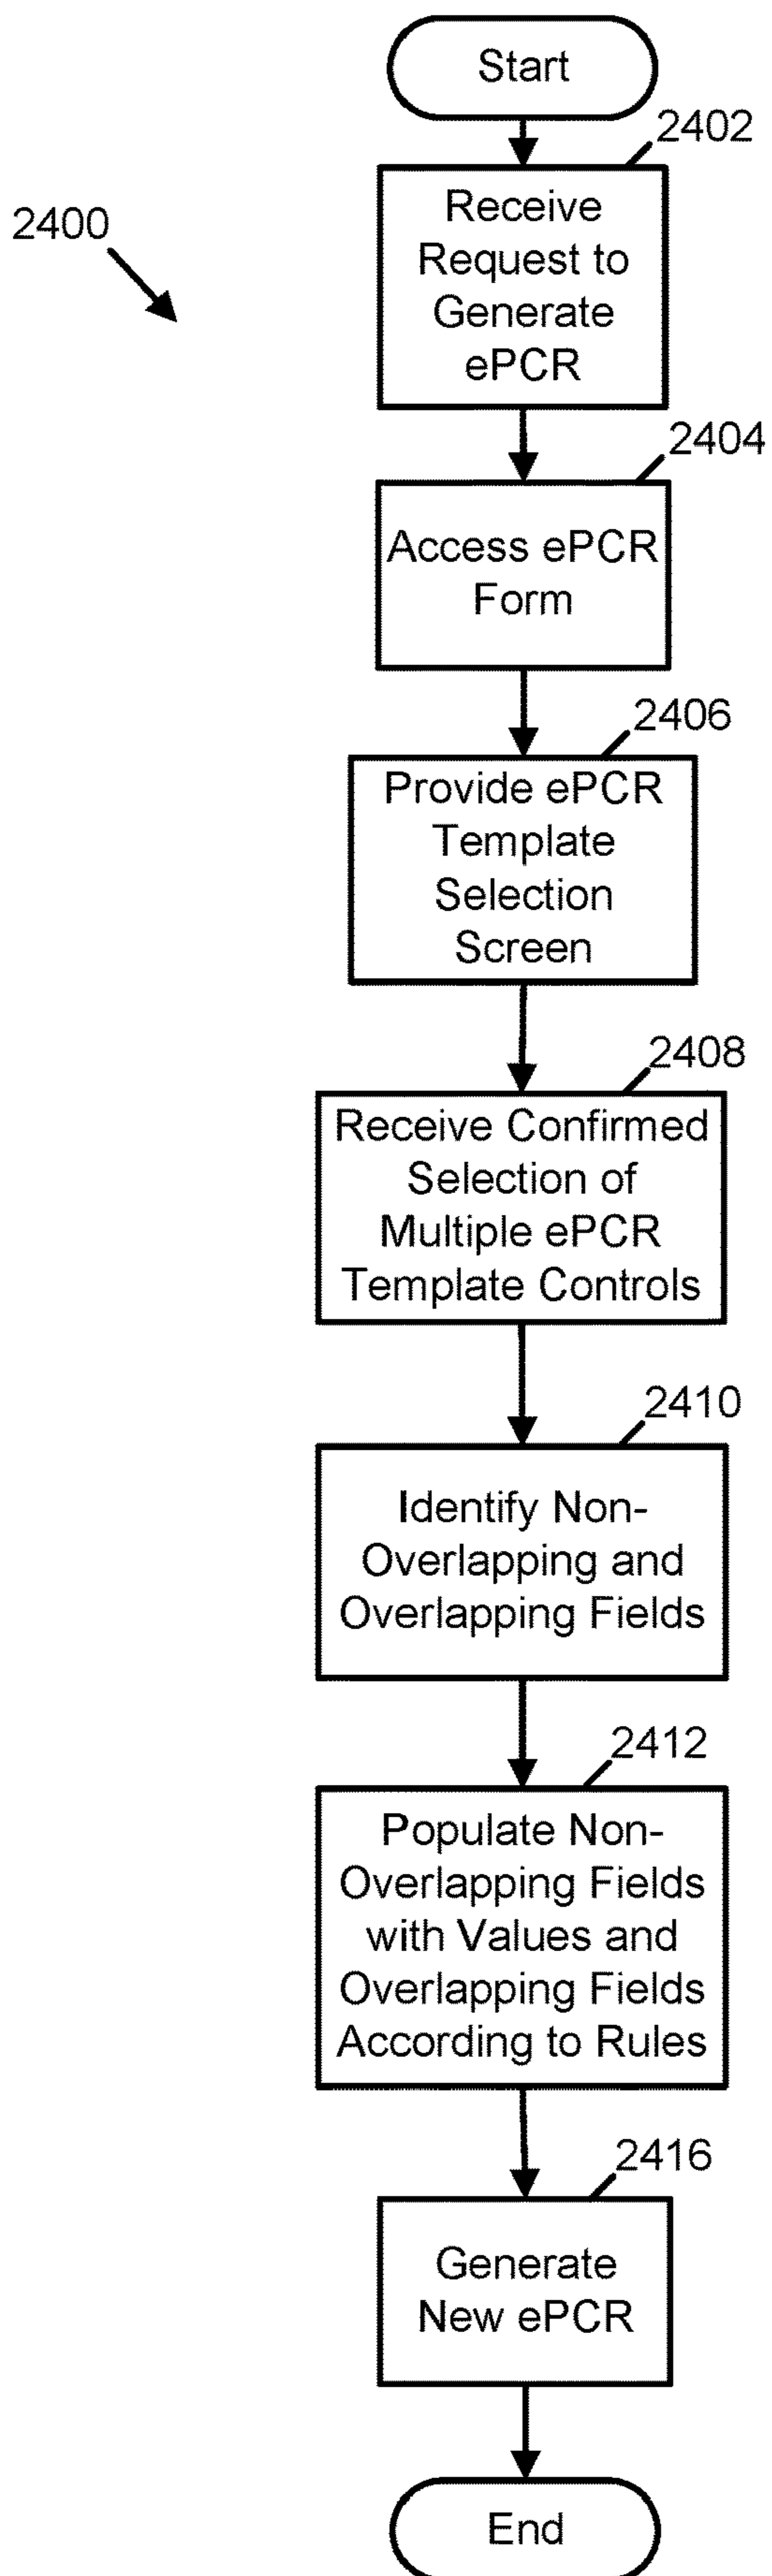 Start
2402
2400
Receive
Request to
Generate
ePCR
2404
Access ePCR
Form
2406
Provide ePCR
Template
Selection
Screen
2408
Receive Confirmed
Selection of
Multiple ePCR
Template Controls
2410
Identify Non-
Overlapping and
Overlapping Fields
2412
Populate Non-
Overlapping Fields
with Values and
Overlapping Fields
According to Rules
2416
Generate
New ePCR
End